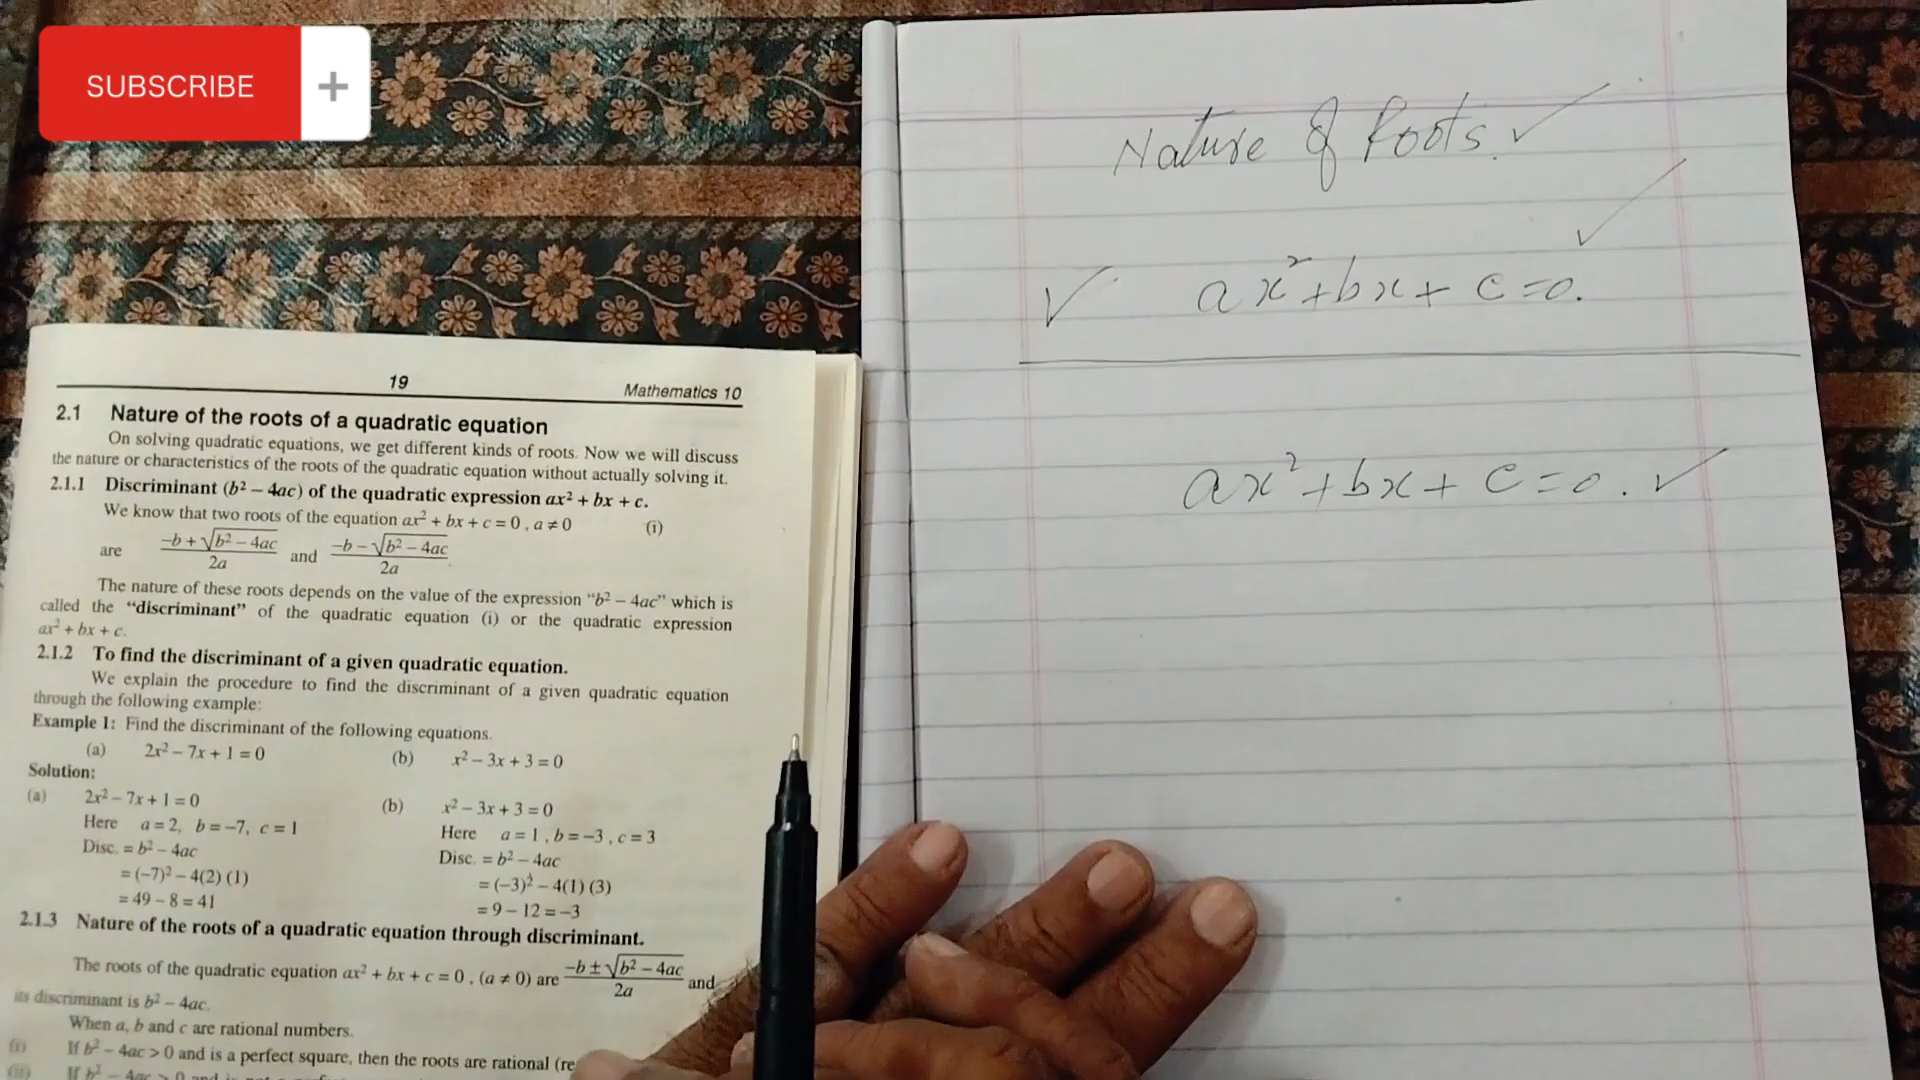 SUBSCRIBE +
Nature of Roots.
ax²+bx+c=0.
ax²+bx+c=0.
19 Mathematics 10
2.1 Nature of the roots of a quadratic equation
On solving quadratic equations, we get different kinds of roots. Now we will discuss
the nature or characteristics of the roots of the quadratic equation without actually solving it.
2.1.1 Discriminant (b² – 4ac) of the quadratic expression ax² + bx + c.
We know that two roots of the equation ax² + bx + c = 0 , a ≠ 0 (i)
are (–b + √(b² – 4ac))/2a and (–b – √(b² – 4ac))/2a .
The nature of these roots depends on the value of the expression "b² – 4ac" which is
called the "discriminant" of the quadratic equation (i) or the quadratic expression
ax² + bx + c.
2.1.2 To find the discriminant of a given quadratic equation.
We explain the procedure to find the discriminant of a given quadratic equation
through the following example:
Example 1: Find the discriminant of the following equations.
(a) 2x² – 7x + 1 = 0 (b) x² – 3x + 3 = 0
Solution:
(a) 2x² – 7x + 1 = 0 (b) x² – 3x + 3 = 0
Here a = 2, b = –7, c = 1 Here a = 1 , b = –3 , c = 3
Disc. = b² – 4ac Disc. = b² – 4ac
= (–7)² – 4(2) (1) = (–3)² – 4(1) (3)
= 49 – 8 = 41 = 9 – 12 = –3
2.1.3 Nature of the roots of a quadratic equation through discriminant.
The roots of the quadratic equation ax² + bx + c = 0 , (a ≠ 0) are (–b ± √(b² – 4ac))/2a and
its discriminant is b² – 4ac.
When a, b and c are rational numbers.
(i) If b² – 4ac > 0 and is a perfect square, then the roots are rational (re
(ii) If b² – 4ac > 0 and